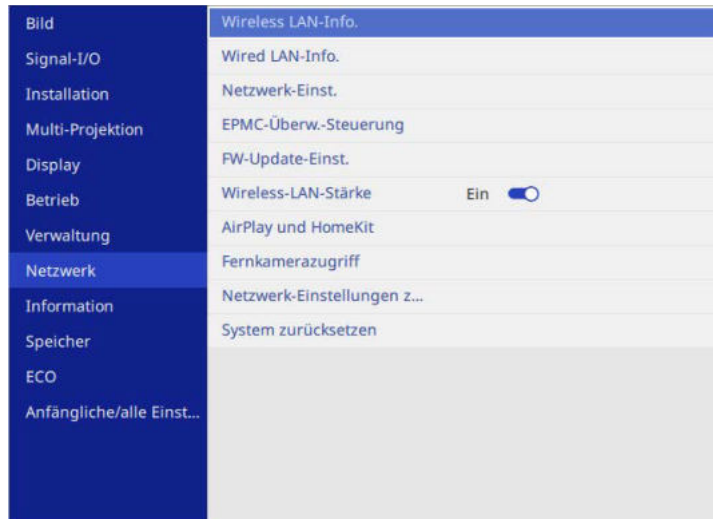 Bild
Signal-I/O
Installation
Multi-Projektion
Display
Betrieb
Verwaltung
Netzwerk
Information
Speicher
ECO
Anfängliche/alle Einst...
Wireless LAN-Info.
Wired LAN-Info.
Netzwerk-Einst.
EPMC-Überw.-Steuerung
FW-Update-Einst.
Wireless-LAN-Stärke Ein
AirPlay und HomeKit
Fernkamerazugriff
Netzwerk-Einstellungen z...
System zurücksetzen